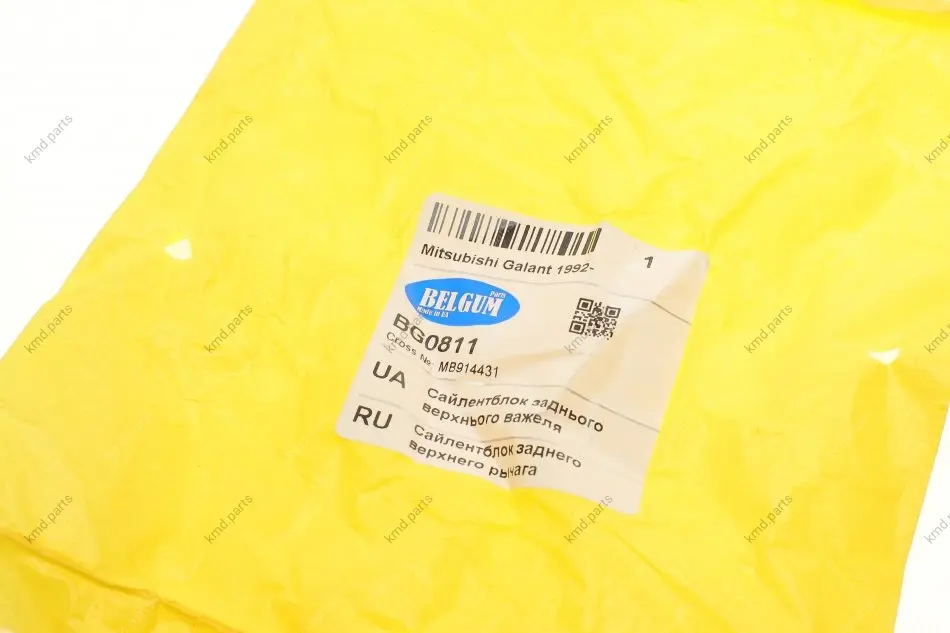 Mitsubishi Galant 1992-
1
BELGUM
Parts
Made in UA
BG0811
Cross №: MB914431
UA
Сайлентблок заднього
верхнього важеля
RU
Сайлентблок заднего
верхнего рычага
kmd.parts